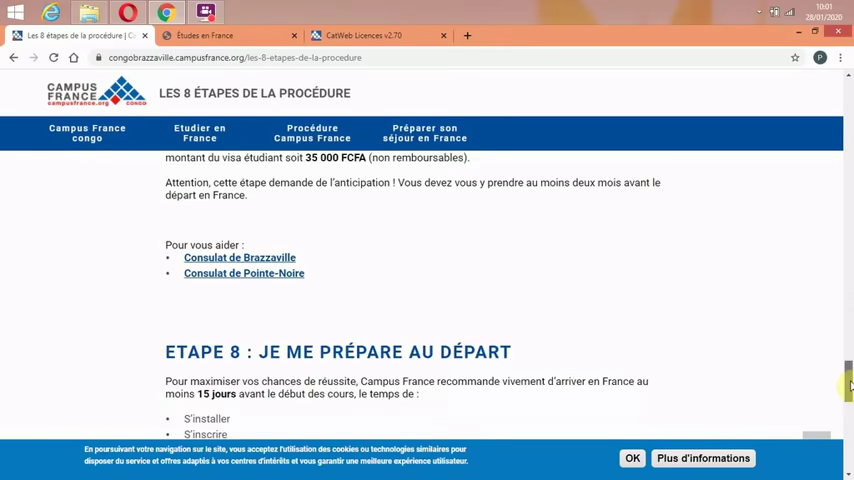 10:01
28/01/2020
Les 8 étapes de la procédure | Ca
Études en France
CatWeb Licences v2.70
congobrazzaville.campusfrance.org/les-8-etapes-de-la-procedure
P
CAMPUS
FRANCE
campusfrance.org CONGO
LES 8 ÉTAPES DE LA PROCÉDURE
Campus France
congo
Etudier en
France
Procédure
Campus France
Préparer son
séjour en France
montant du visa étudiant soit 35 000 FCFA (non remboursables).
Attention, cette étape demande de l'anticipation ! Vous devez vous y prendre au moins deux mois avant le
départ en France.
Pour vous aider :
• Consulat de Brazzaville
• Consulat de Pointe-Noire
ETAPE 8 : JE ME PRÉPARE AU DÉPART
Pour maximiser vos chances de réussite, Campus France recommande vivement d'arriver en France au
moins 15 jours avant le début des cours, le temps de :
• S'installer
• S'inscrire
En poursuivant votre navigation sur le site, vous acceptez l'utilisation des cookies ou technologies similaires pour
disposer du service et offres adaptés à vos centres d'intérêts et vous garantir une meilleure expérience utilisateur.
OK
Plus d'informations